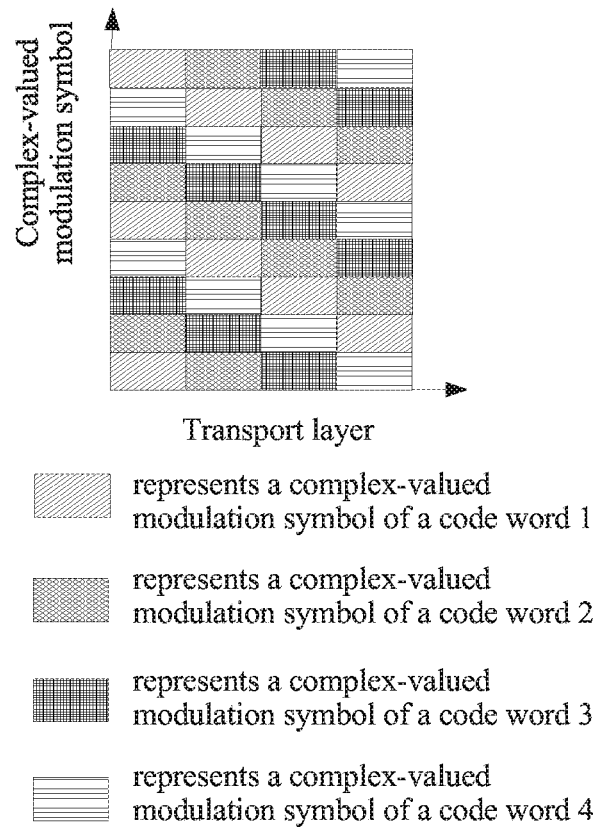 Complex-valued
modulation symbol
Transport layer
represents a complex-valued
modulation symbol of a code word 1
represents a complex-valued
modulation symbol of a code word 2
represents a complex-valued
modulation symbol of a code word 3
represents a complex-valued
modulation symbol of a code word 4